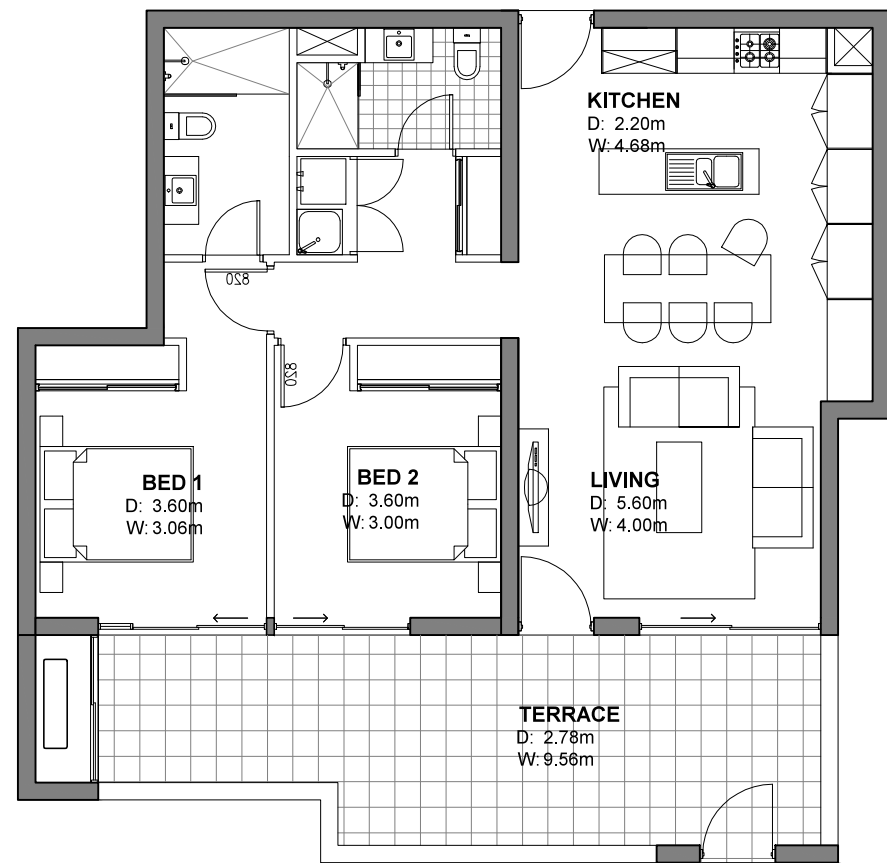 KITCHEN
D: 2.20m
W: 4.68m
820
820
BED 1
D: 3.60m
W: 3.06m
BED 2
D: 3.60m
W: 3.00m
LIVING
D: 5.60m
W: 4.00m
TERRACE
D: 2.78m
W: 9.56m